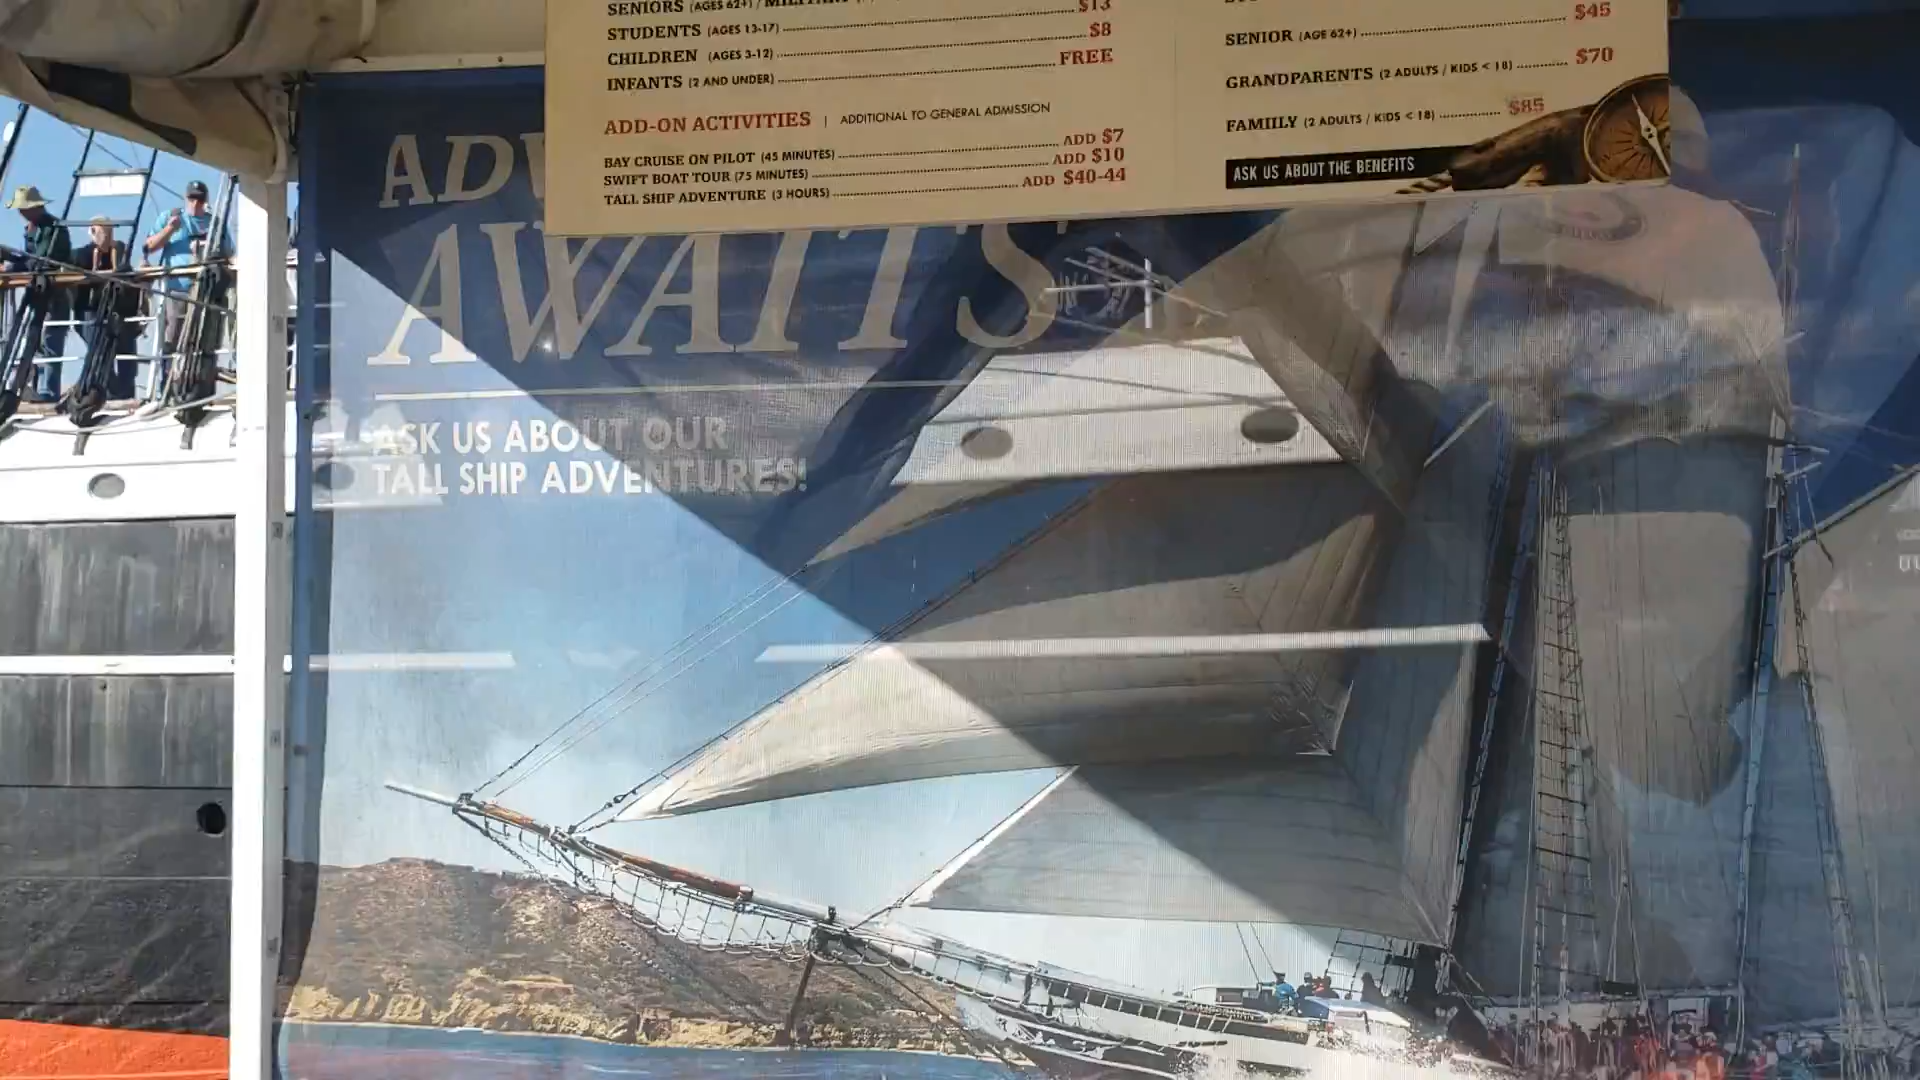 SENIORS (AGES 62+) / MILITARY $13
STUDENTS (AGES 13-17) $8
CHILDREN (AGES 3-12) FREE
INFANTS (2 AND UNDER)
ADD-ON ACTIVITIES | ADDITIONAL TO GENERAL ADMISSION
BAY CRUISE ON PILOT (45 MINUTES) ADD $7
SWIFT BOAT TOUR (75 MINUTES) ADD $10
TALL SHIP ADVENTURE (3 HOURS) ADD $40-44
$45
SENIOR (AGE 62+)
GRANDPARENTS (2 ADULTS / KIDS < 18) $70
FAMIILY (2 ADULTS / KIDS < 18) $85
ASK US ABOUT THE BENEFITS
ADV
AWAITS
ASK US ABOUT OUR
TALL SHIP ADVENTURES!